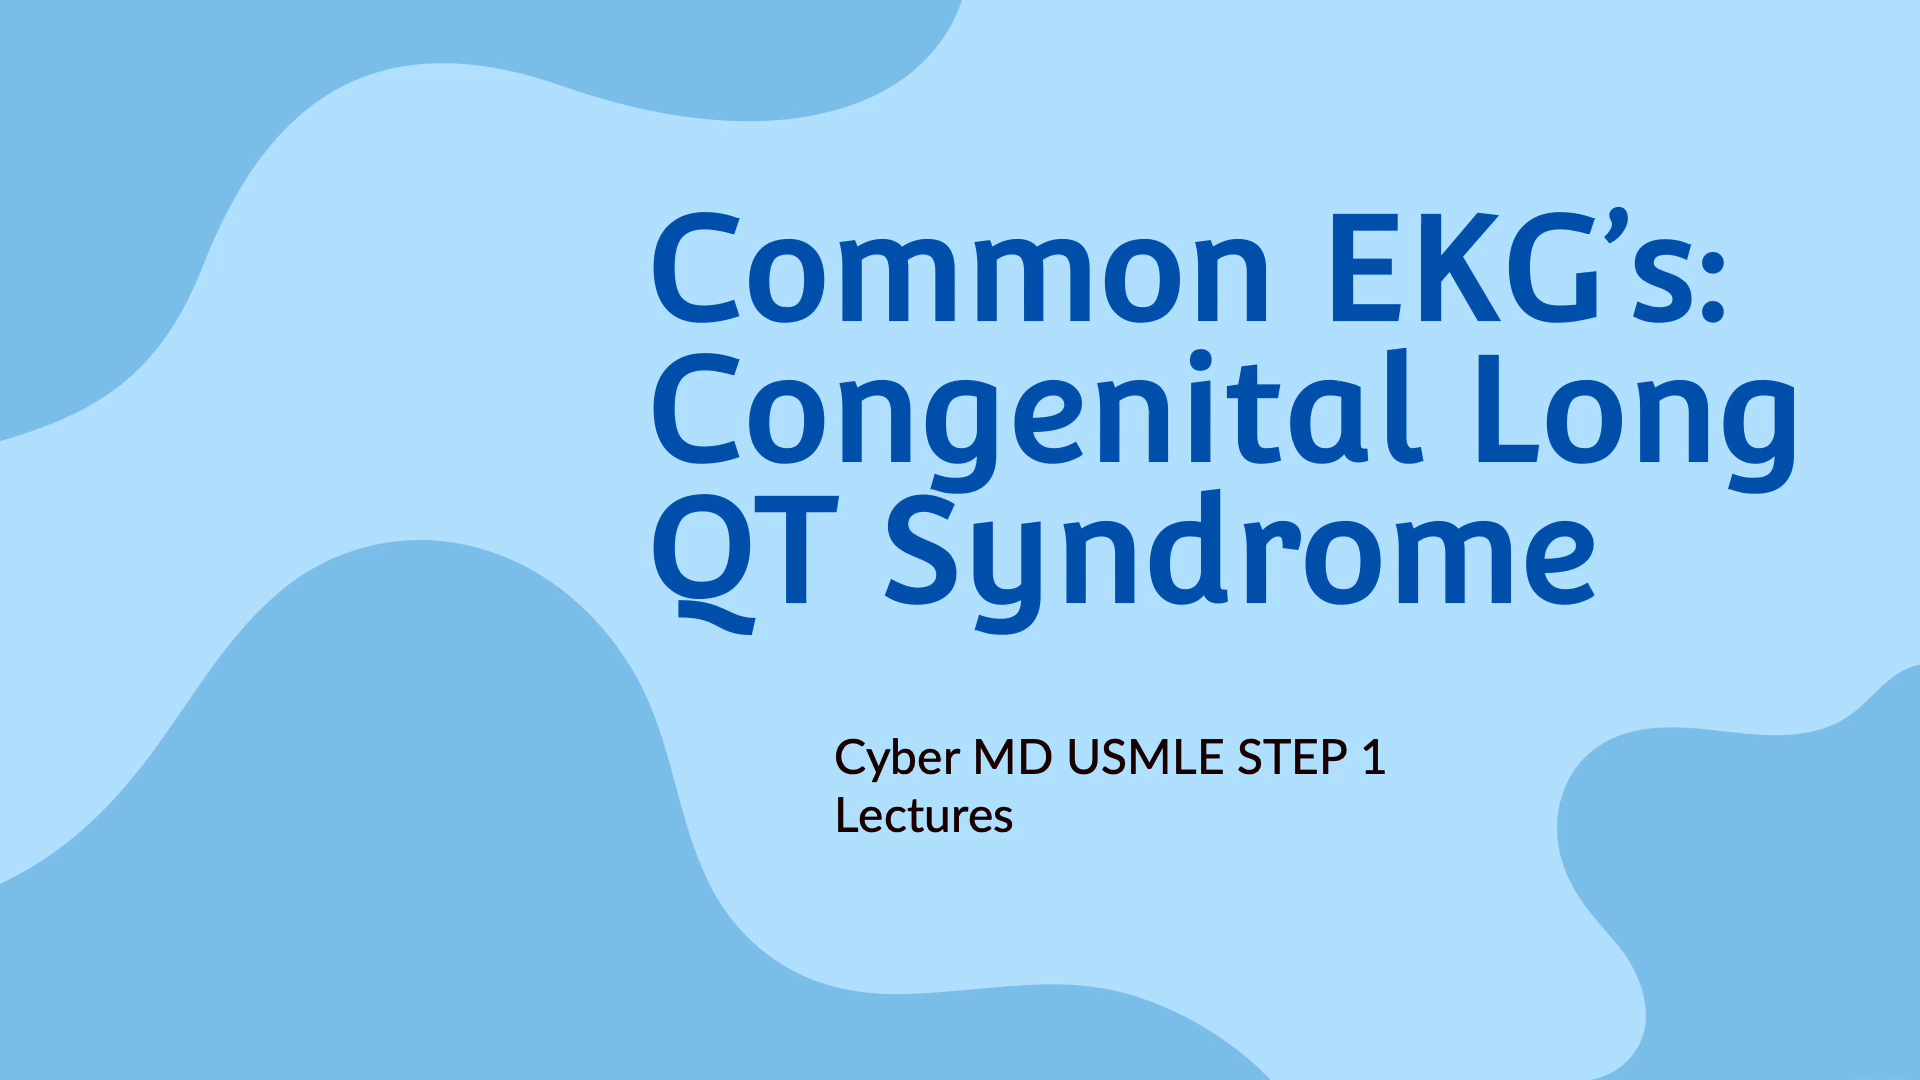 Common EKG’s:
Congenital Long
QT Syndrome
Cyber MD USMLE STEP 1
Lectures